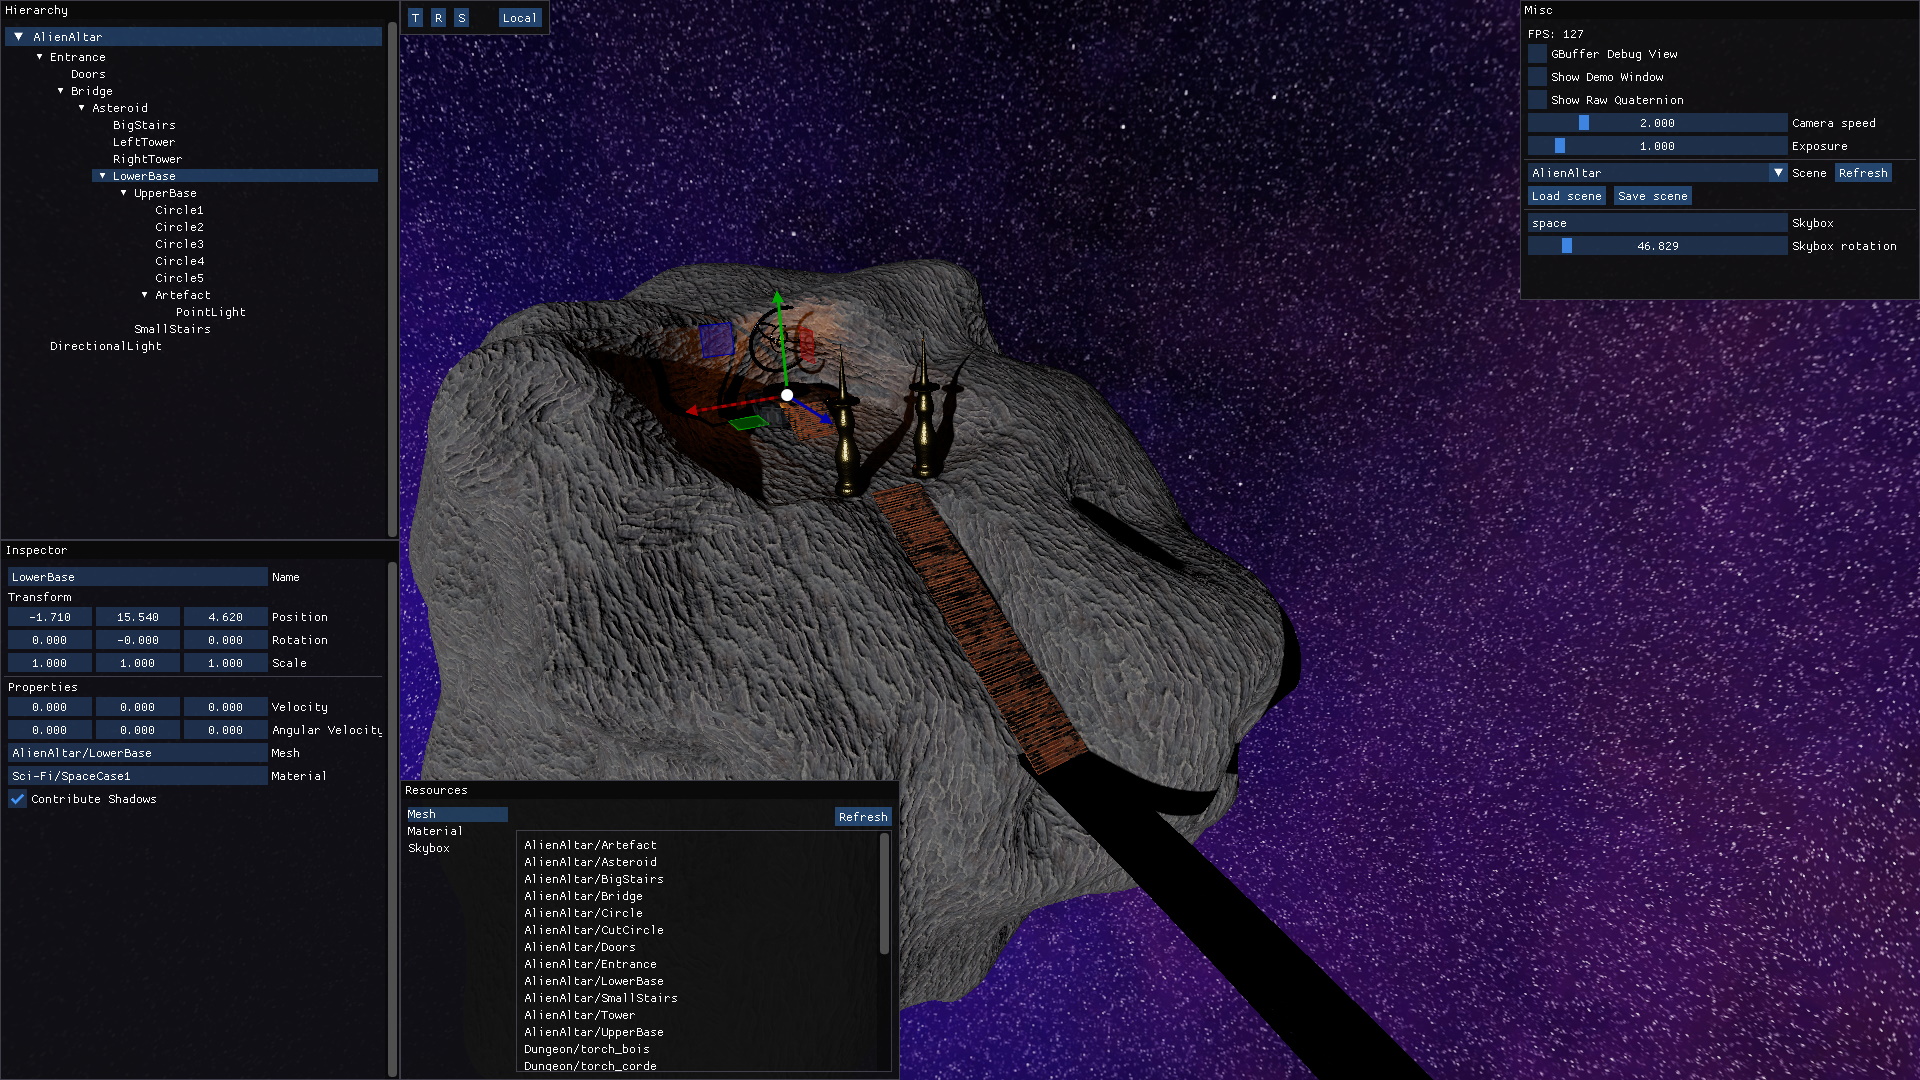 Hierarchy
AlienAltar
Entrance
Doors
Bridge
Asteroid
BigStairs
LeftTower
RightTower
LowerBase
UpperBase
Circle1
Circle2
Circle3
Circle4
Circle5
Artefact
PointLight
SmallStairs
DirectionalLight
Inspector
LowerBase Name
Transform
-1.710 15.540 4.620 Position
0.000 -0.000 0.000 Rotation
1.000 1.000 1.000 Scale
Properties
0.000 0.000 0.000 Velocity
0.000 0.000 0.000 Angular Velocity
AlienAltar/LowerBase Mesh
Sci-Fi/SpaceCase1 Material
Contribute Shadows
T R S Local
Resources
Mesh
Material
Skybox
Refresh
AlienAltar/Artefact
AlienAltar/Asteroid
AlienAltar/BigStairs
AlienAltar/Bridge
AlienAltar/Circle
AlienAltar/CutCircle
AlienAltar/Doors
AlienAltar/Entrance
AlienAltar/LowerBase
AlienAltar/SmallStairs
AlienAltar/Tower
AlienAltar/UpperBase
Dungeon/torch_bois
Dungeon/torch_corde
Misc
FPS: 127
GBuffer Debug View
Show Demo Window
Show Raw Quaternion
2.000 Camera speed
1.000 Exposure
AlienAltar Scene Refresh
Load scene Save scene
space Skybox
46.829 Skybox rotation